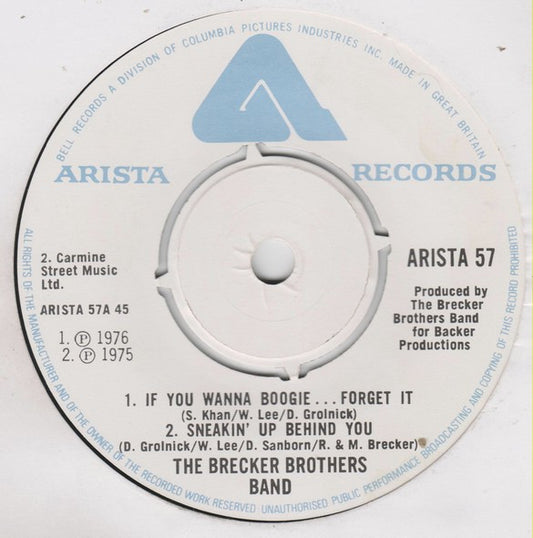 BELL RECORDS A DIVISION OF COLUMBIA PICTURES INDUSTRIES INC. MADE IN GREAT BRITAIN
ARISTA RECORDS
2. Carmine
Street Music
Ltd.
ARISTA 57A 45
1. Ⓟ 1976
2. Ⓟ 1975
ARISTA 57
Produced by
The Brecker
Brothers Band
for Backer
Productions
1. IF YOU WANNA BOOGIE... FORGET IT
(S. Khan/W. Lee/D. Grolnick)
2. SNEAKIN' UP BEHIND YOU
(D. Grolnick/W. Lee/D. Sanborn/R. & M. Brecker)
THE BRECKER BROTHERS
BAND
ALL RIGHTS OF THE MANUFACTURER AND OF THE OWNER OF THE RECORDED WORK RESERVED UNAUTHORISED PUBLIC PERFORMANCE BROADCASTING AND COPYING OF THIS RECORD PROHIBITED